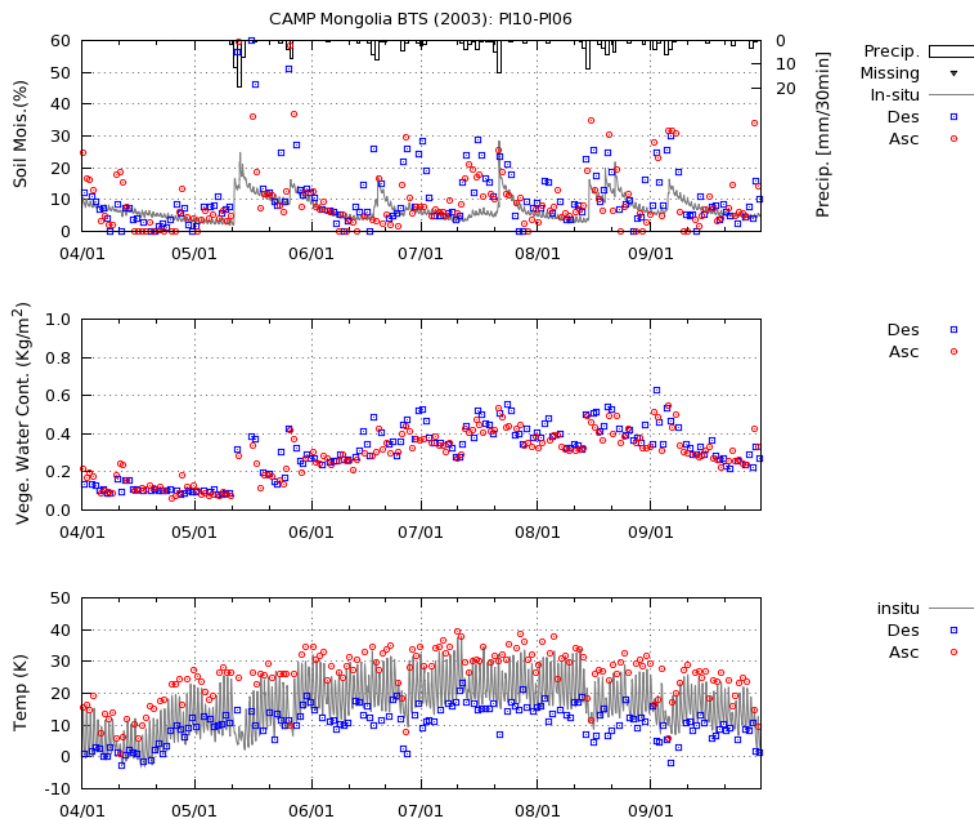 CAMP Mongolia BTS (2003): PI10-PI06
60
50
40
30
20
10
0
Soil Mois.(%)
0
10
20
Precip. [mm/30min]
04/01 05/01 06/01 07/01 08/01 09/01
Precip.
Missing
In-situ
Des
Asc
1.0
0.8
0.6
0.4
0.2
0.0
Vege. Water Cont. (Kg/m²)
04/01 05/01 06/01 07/01 08/01 09/01
Des
Asc
50
40
30
20
10
0
-10
Temp (K)
04/01 05/01 06/01 07/01 08/01 09/01
insitu
Des
Asc